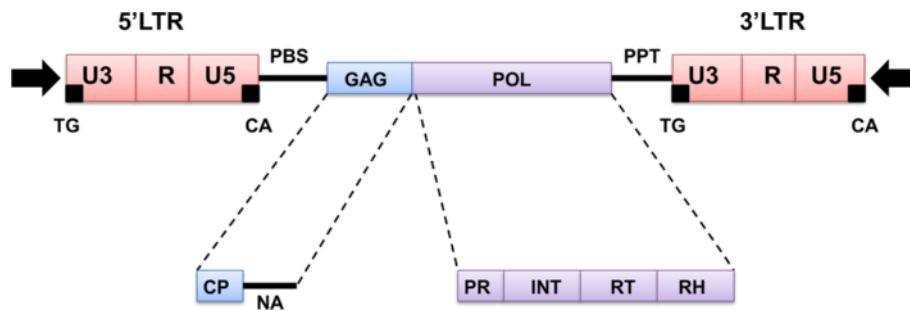 5'LTR 3'LTR
PBS PPT
U3 R U5 GAG POL U3 R U5
TG CA TG CA
CP PR INT RT RH
NA